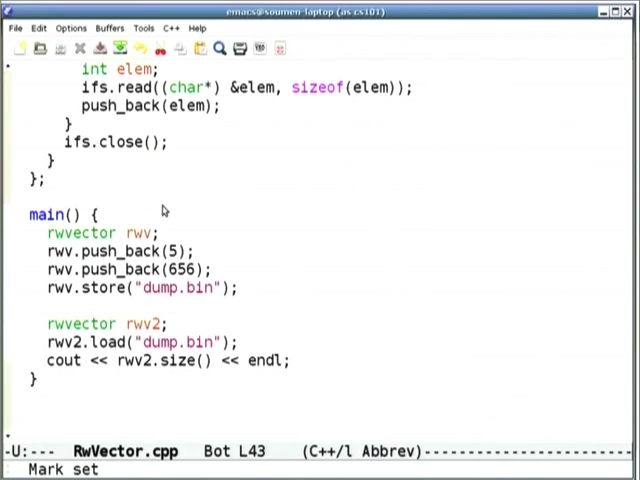 emacs@soumen-laptop (as cs101)
File Edit Options Buffers Tools C++ Help
int elem;
ifs.read((char*) &elem, sizeof(elem));
push_back(elem);
}
ifs.close();
}
};
main() {
rwvector rwv;
rwv.push_back(5);
rwv.push_back(656);
rwv.store("dump.bin");
rwvector rwv2;
rwv2.load("dump.bin");
cout << rwv2.size() << endl;
}
-U:--- RwVector.cpp Bot L43 (C++/l Abbrev)------------------------
Mark set